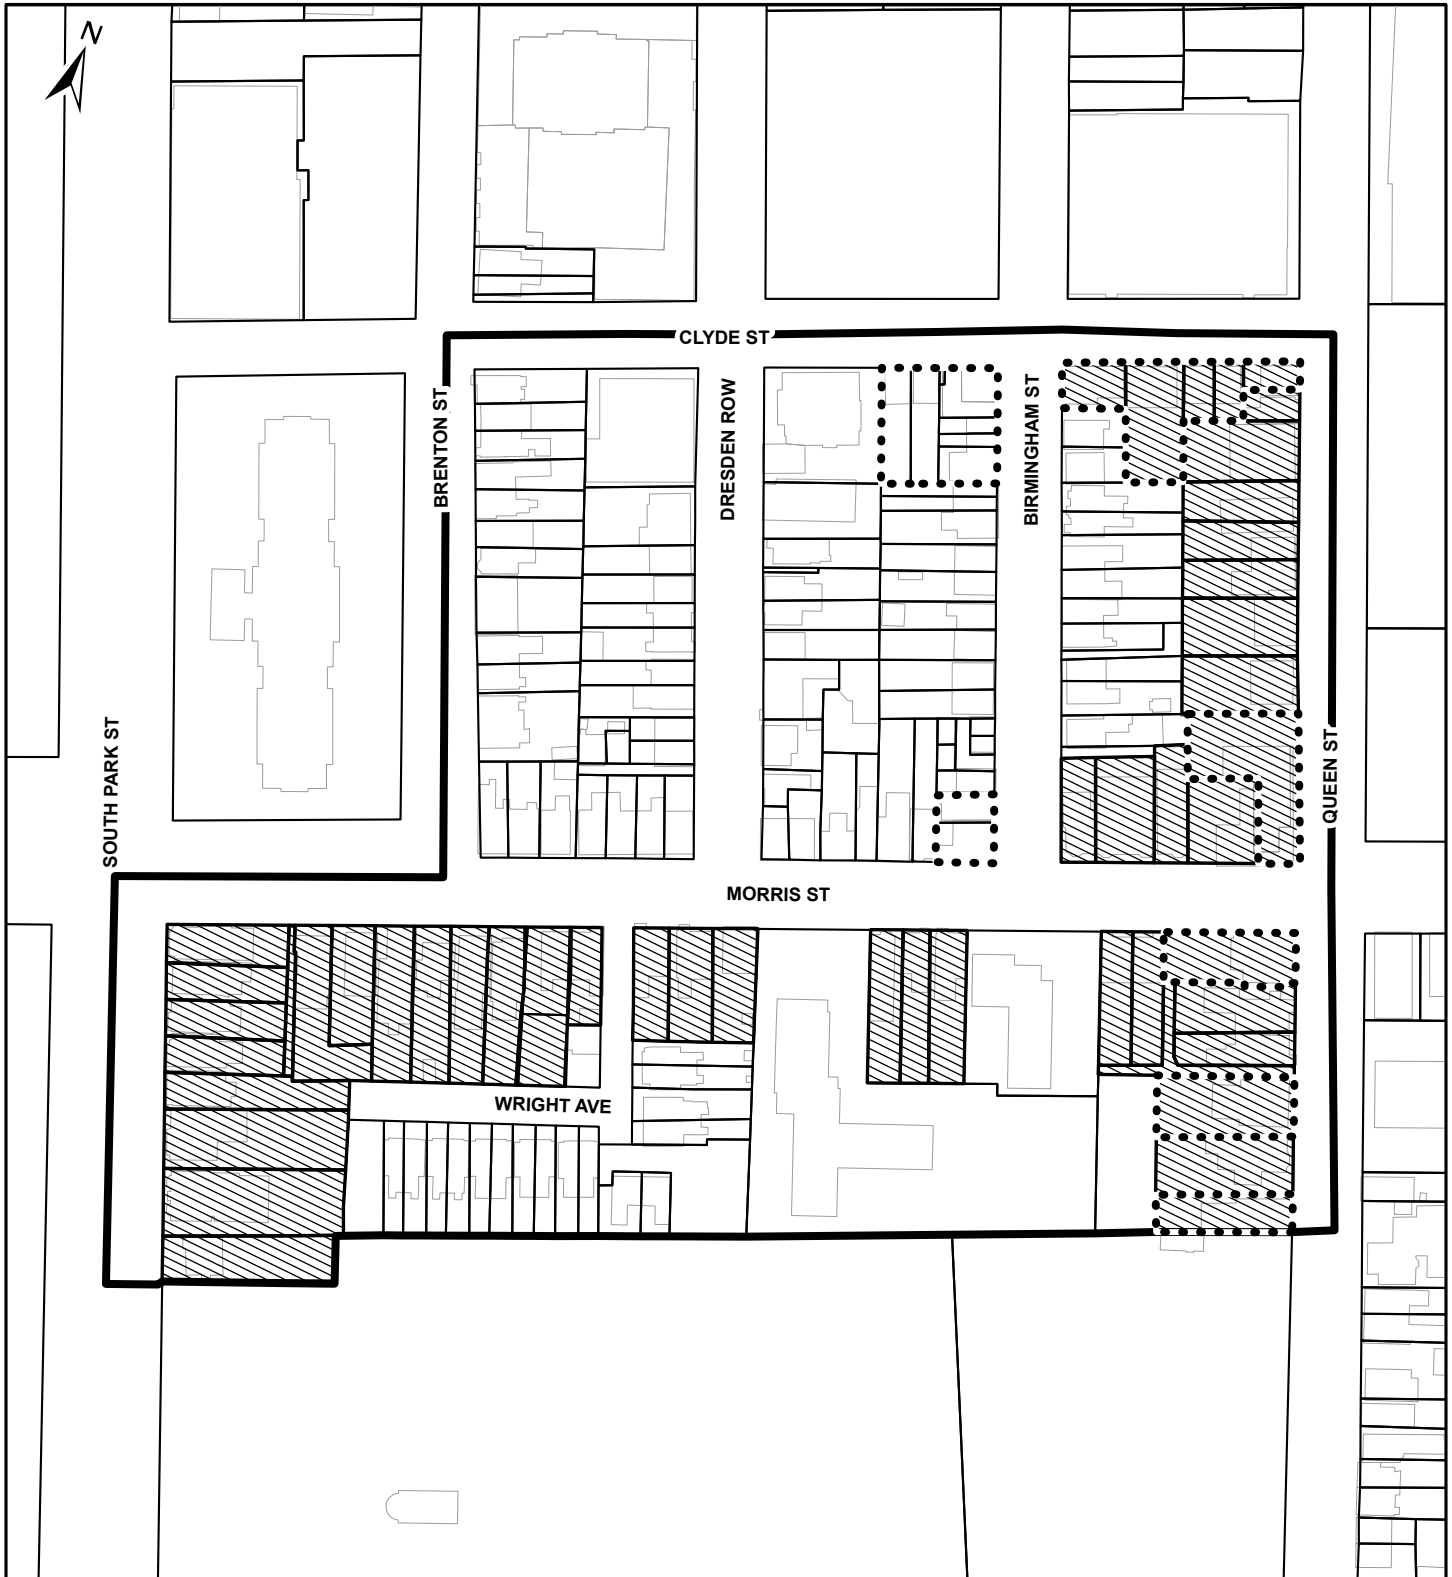 N
CLYDE ST
BRENTON ST
DRESDEN ROW
BIRMINGHAM ST
SOUTH PARK ST
QUEEN ST
MORRIS ST
WRIGHT AVE